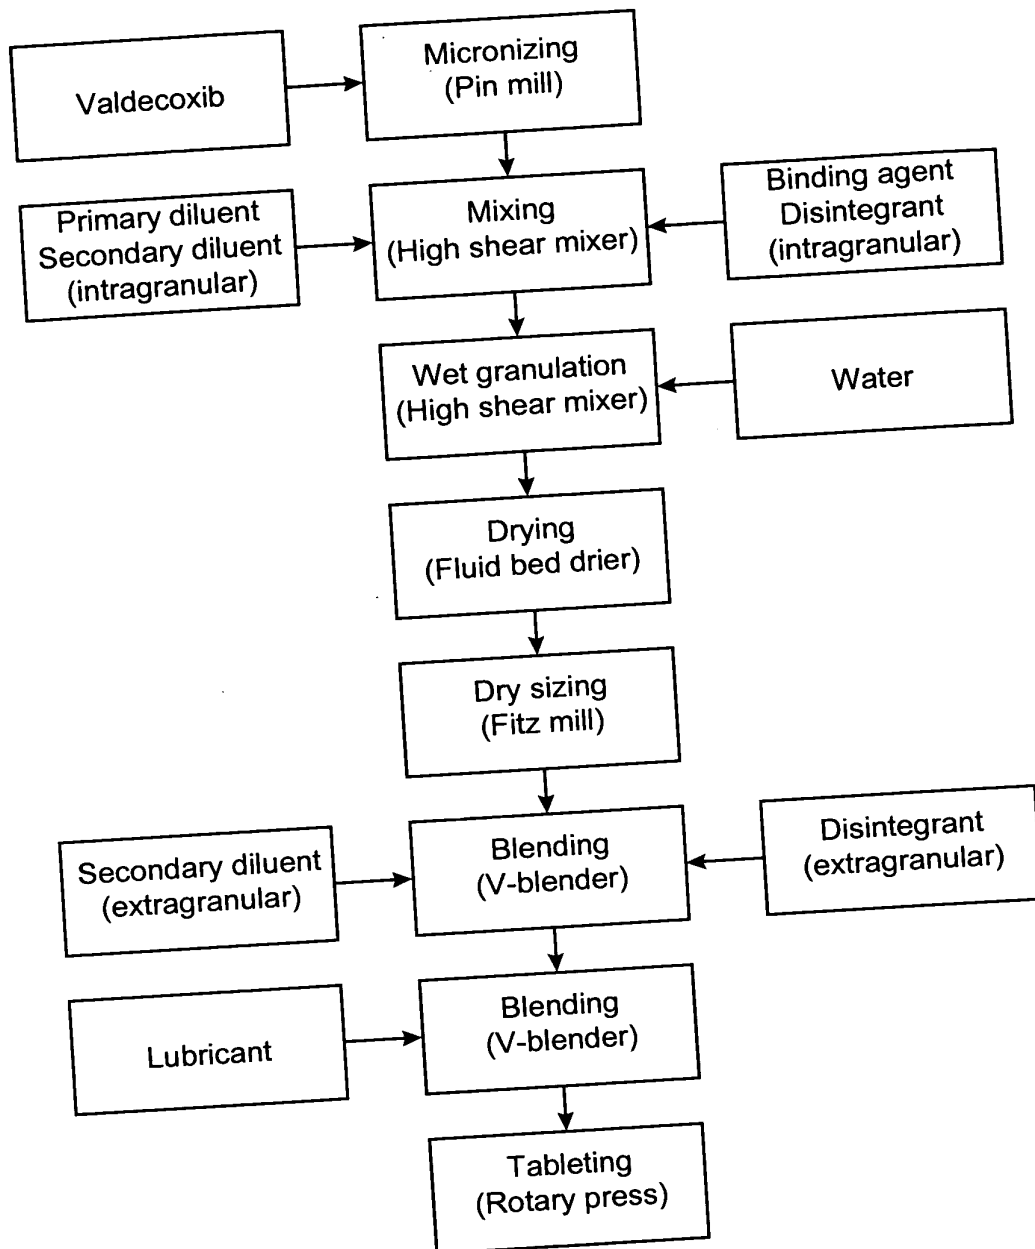 Valdecoxib
Micronizing
(Pin mill)
Primary diluent
Secondary diluent
(intragranular)
Mixing
(High shear mixer)
Binding agent
Disintegrant
(intragranular)
Wet granulation
(High shear mixer)
Water
Drying
(Fluid bed drier)
Dry sizing
(Fitz mill)
Secondary diluent
(extragranular)
Blending
(V-blender)
Disintegrant
(extragranular)
Lubricant
Blending
(V-blender)
Tableting
(Rotary press)